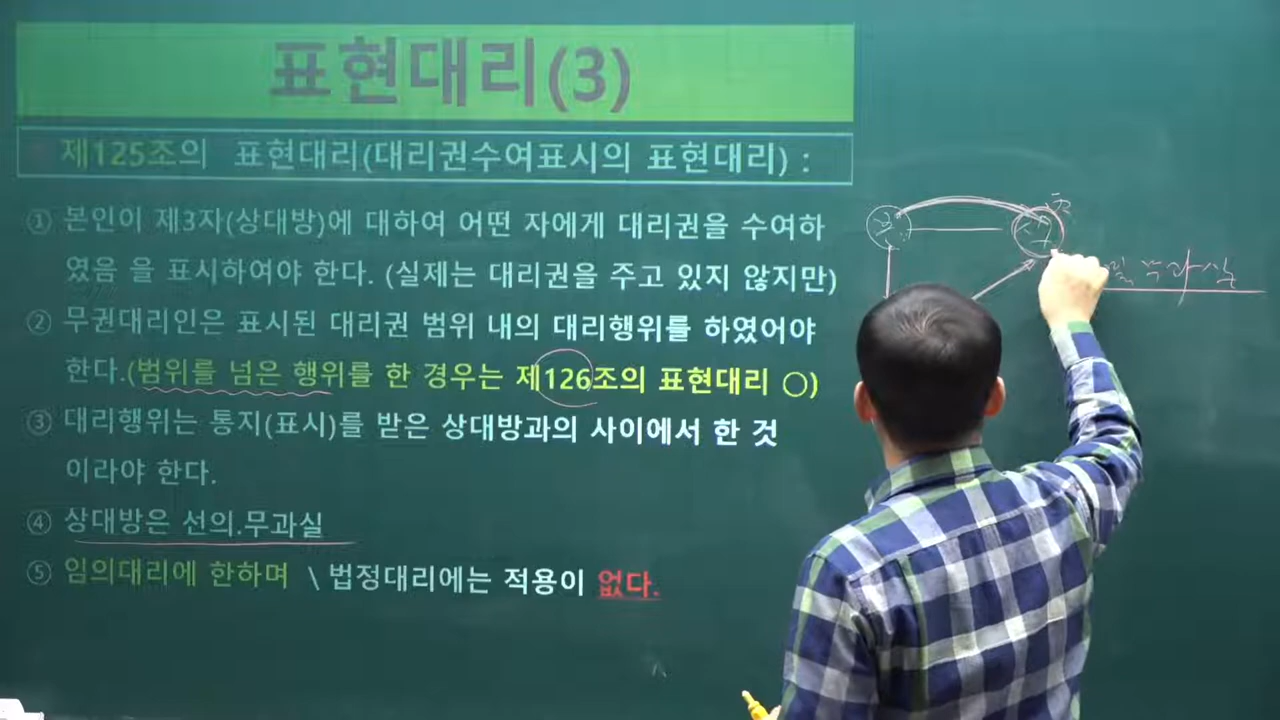 표현대리(3)
제125조의 표현대리(대리권수여표시의 표현대리) :
① 본인이 제3자(상대방)에 대하여 어떤 자에게 대리권을 수여하
였음 을 표시하여야 한다. (실제는 대리권을 주고 있지 않지만)
② 무권대리인은 표시된 대리권 범위 내의 대리행위를 하였어야
한다.(범위를 넘은 행위를 한 경우는 제126조의 표현대리 ○)
③ 대리행위는 통지(표시)를 받은 상대방과의 사이에서 한 것
이라야 한다.
④ 상대방은 선의.무과실
⑤ 임의대리에 한하며 \ 법정대리에는 적용이 없다.